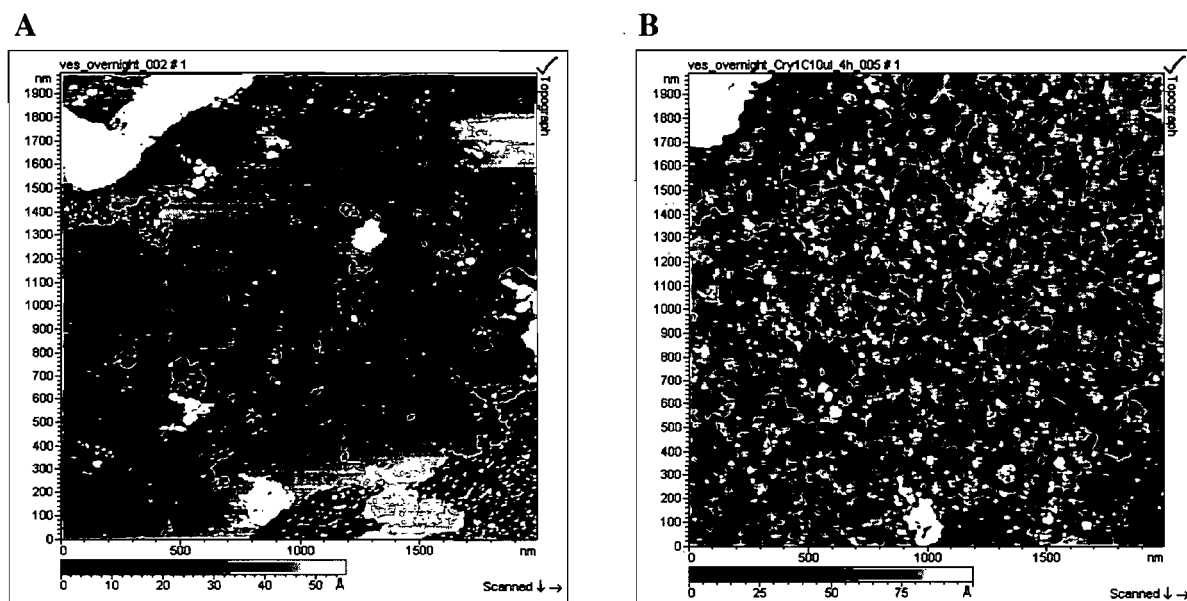 A
ves_overnight_002 # 1
Topograph
nm
1900
1800
1700
1600
1500
1400
1300
1200
1100
1000
900
800
700
600
500
400
300
200
100
0
0 500 1000 1500 nm
0 10 20 30 40 50 Å
Scanned ↓ →
B
ves_overnight_Cry1C10ul_4h_005 # 1
Topograph
nm
1900
1800
1700
1600
1500
1400
1300
1200
1100
1000
900
800
700
600
500
400
300
200
100
0
0 500 1000 1500 nm
0 25 50 75 Å
Scanned ↓ →